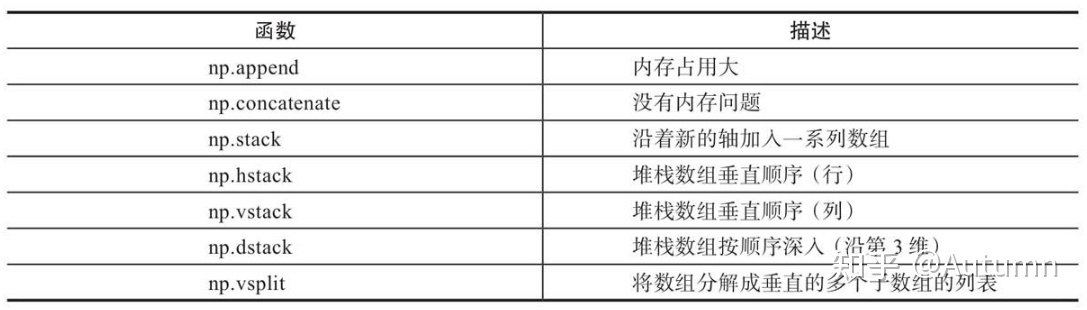 函数 描述
np.append 内存占用大
np.concatenate 没有内存问题
np.stack 沿着新的轴加入一系列数组
np.hstack 堆栈数组垂直顺序（行）
np.vstack 堆栈数组垂直顺序（列）
np.dstack 堆栈数组按顺序深入（沿第 3 维）
np.vsplit 将数组分解成垂直的多个子数组的列表
知乎 @Autumn